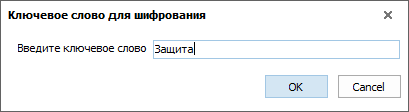 Ключевое слово для шифрования
Введите ключевое слово Защита
OK Cancel